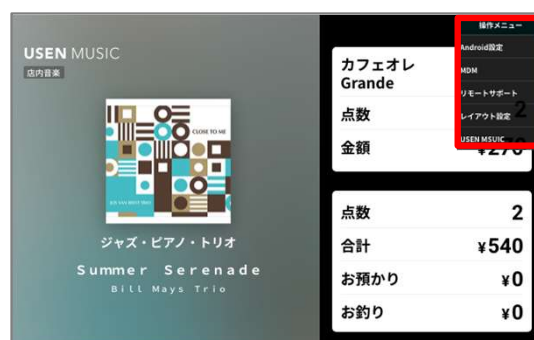 USEN MUSIC
店内音楽
CLOSE TO ME
ジャズ・ピアノ・トリオ
Summer Serenade
Bill Mays Trio
カフェオレ
Grande
点数 2
金額 ¥270
点数 2
合計 ¥540
お預かり ¥0
お釣り ¥0
操作メニュー
Android設定
MDM
リモートサポート
レイアウト設定
USEN MSUIC